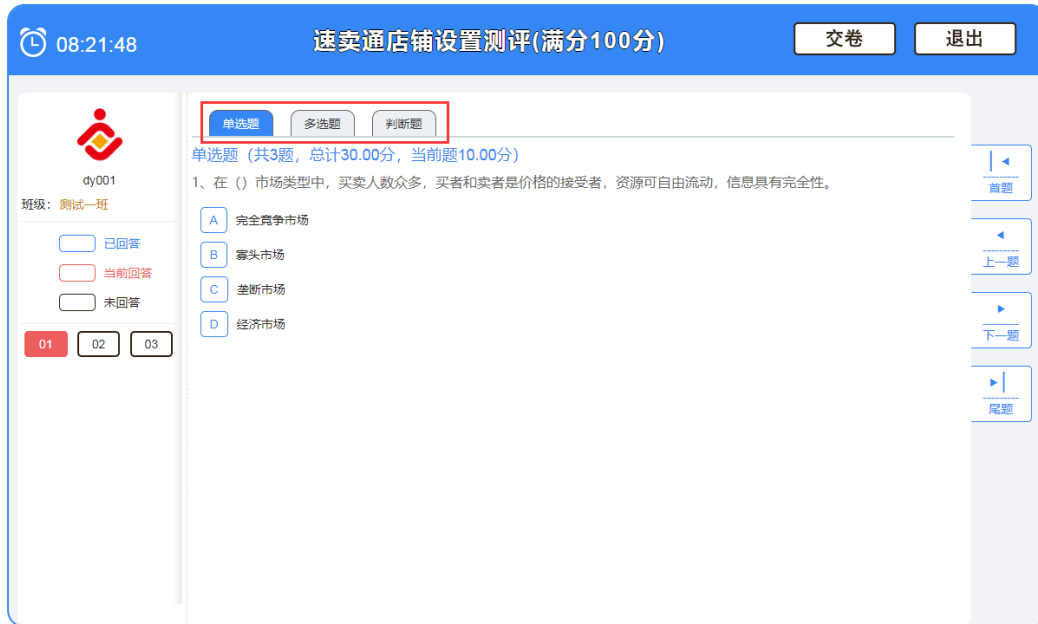 08:21:48
速卖通店铺设置测评(满分100分)
交卷
退出
dy001
班级：测试一班
已回答
当前回答
未回答
01 02 03
单选题 多选题 判断题
单选题（共3题，总计30.00分，当前题10.00分）
1、在（）市场类型中，买卖人数众多，买者和卖者是价格的接受者，资源可自由流动，信息具有完全性。
A 完全竟争市场
B 寡头市场
C 垄断市场
D 经济市场
首题
上一题
下一题
尾题